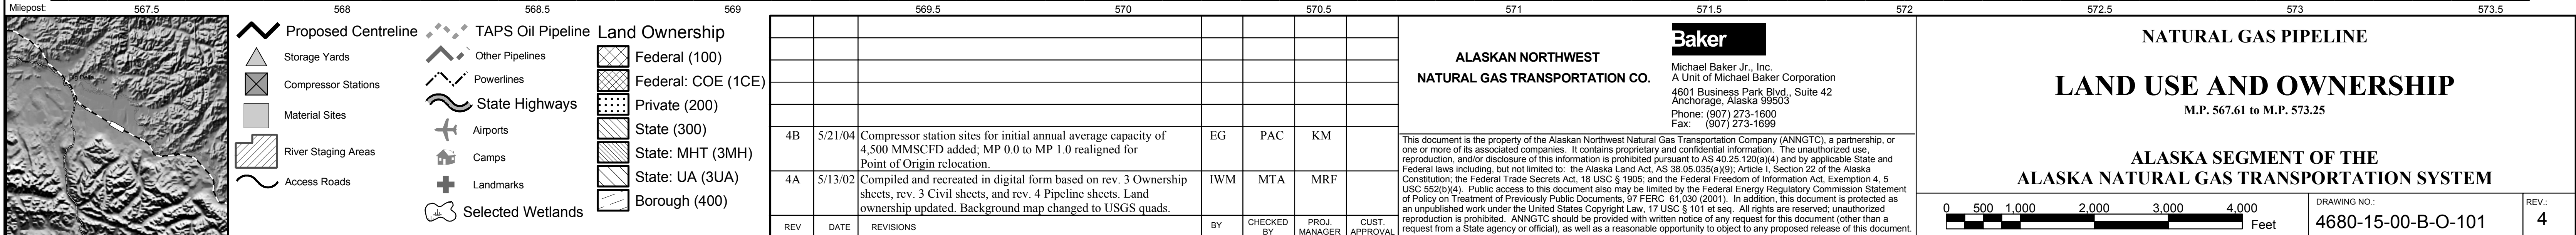 Milepost: 567.5 568 568.5 569 569.5 570 570.5 571 571.5 572 572.5 573 573.5
Proposed Centreline
Storage Yards
Compressor Stations
Material Sites
River Staging Areas
Access Roads
TAPS Oil Pipeline
Other Pipelines
Powerlines
State Highways
Airports
Camps
Landmarks
Selected Wetlands
Land Ownership
Federal (100)
Federal: COE (1CE)
Private (200)
State (300)
State: MHT (3MH)
State: UA (3UA)
Borough (400)
4B 5/21/04 Compressor station sites for initial annual average capacity of EG PAC KM
4,500 MMSCFD added; MP 0.0 to MP 1.0 realigned for
Point of Origin relocation.
4A 5/13/02 Compiled and recreated in digital form based on rev. 3 Ownership IWM MTA MRF
sheets, rev. 3 Civil sheets, and rev. 4 Pipeline sheets. Land
ownership updated. Background map changed to USGS quads.
REV DATE REVISIONS BY CHECKED BY PROJ. MANAGER CUST. APPROVAL
ALASKAN NORTHWEST
NATURAL GAS TRANSPORTATION CO.
Baker
Michael Baker Jr., Inc.
A Unit of Michael Baker Corporation
4601 Business Park Blvd., Suite 42
Anchorage, Alaska 99503
Phone: (907) 273-1600
Fax: (907) 273-1699
This document is the property of the Alaskan Northwest Natural Gas Transportation Company (ANNGTC), a partnership, or
one or more of its associated companies. It contains proprietary and confidential information. The unauthorized use,
reproduction, and/or disclosure of this information is prohibited pursuant to AS 40.25.120(a)(4) and by applicable State and
Federal laws including, but not limited to: the Alaska Land Act, AS 38.05.035(a)(9); Article I, Section 22 of the Alaska
Constitution; the Federal Trade Secrets Act, 18 USC § 1905; and the Federal Freedom of Information Act, Exemption 4, 5
USC 552(b)(4). Public access to this document also may be limited by the Federal Energy Regulatory Commission Statement
of Policy on Treatment of Previously Public Documents, 97 FERC 61,030 (2001). In addition, this document is protected as
an unpublished work under the United States Copyright Law, 17 USC § 101 et seq. All rights are reserved; unauthorized
reproduction is prohibited. ANNGTC should be provided with written notice of any request for this document (other than a
request from a State agency or official), as well as a reasonable opportunity to object to any proposed release of this document.
NATURAL GAS PIPELINE
LAND USE AND OWNERSHIP
M.P. 567.61 to M.P. 573.25
ALASKA SEGMENT OF THE
ALASKA NATURAL GAS TRANSPORTATION SYSTEM
0 500 1,000 2,000 3,000 4,000
Feet
DRAWING NO.:
4680-15-00-B-O-101
REV.:
4